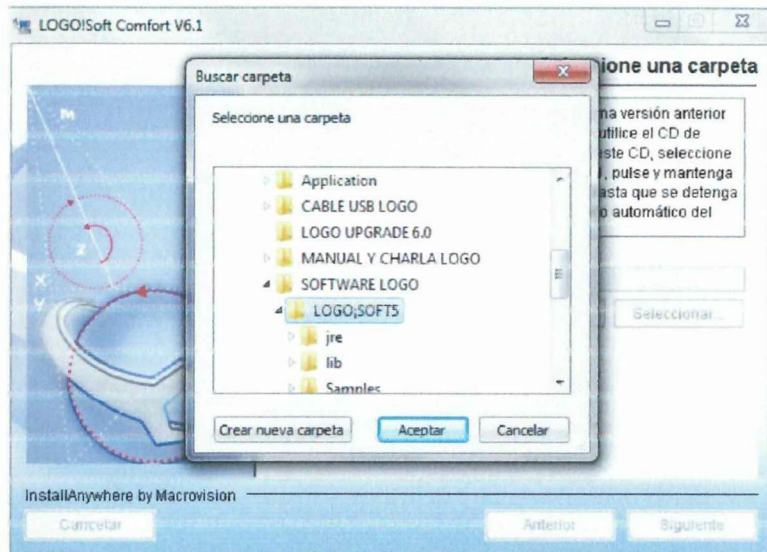 LOGO!Soft Comfort V6.1
ione una carpeta
Buscar carpeta
Seleccione una carpeta
na versión anterior
utilice el CD de
ste CD, seleccione
, pulse y mantenga
asta que se detenga
o automático del
Application
CABLE USB LOGO
LOGO UPGRADE 6.0
MANUAL Y CHARLA LOGO
SOFTWARE LOGO
LOGO;SOFT5
jre
lib
Samples
Seleccionar...
Crear nueva carpeta
Aceptar
Cancelar
M
Z
X
Y
InstallAnywhere by Macrovision
Cancelar
Anterior
Siguiente